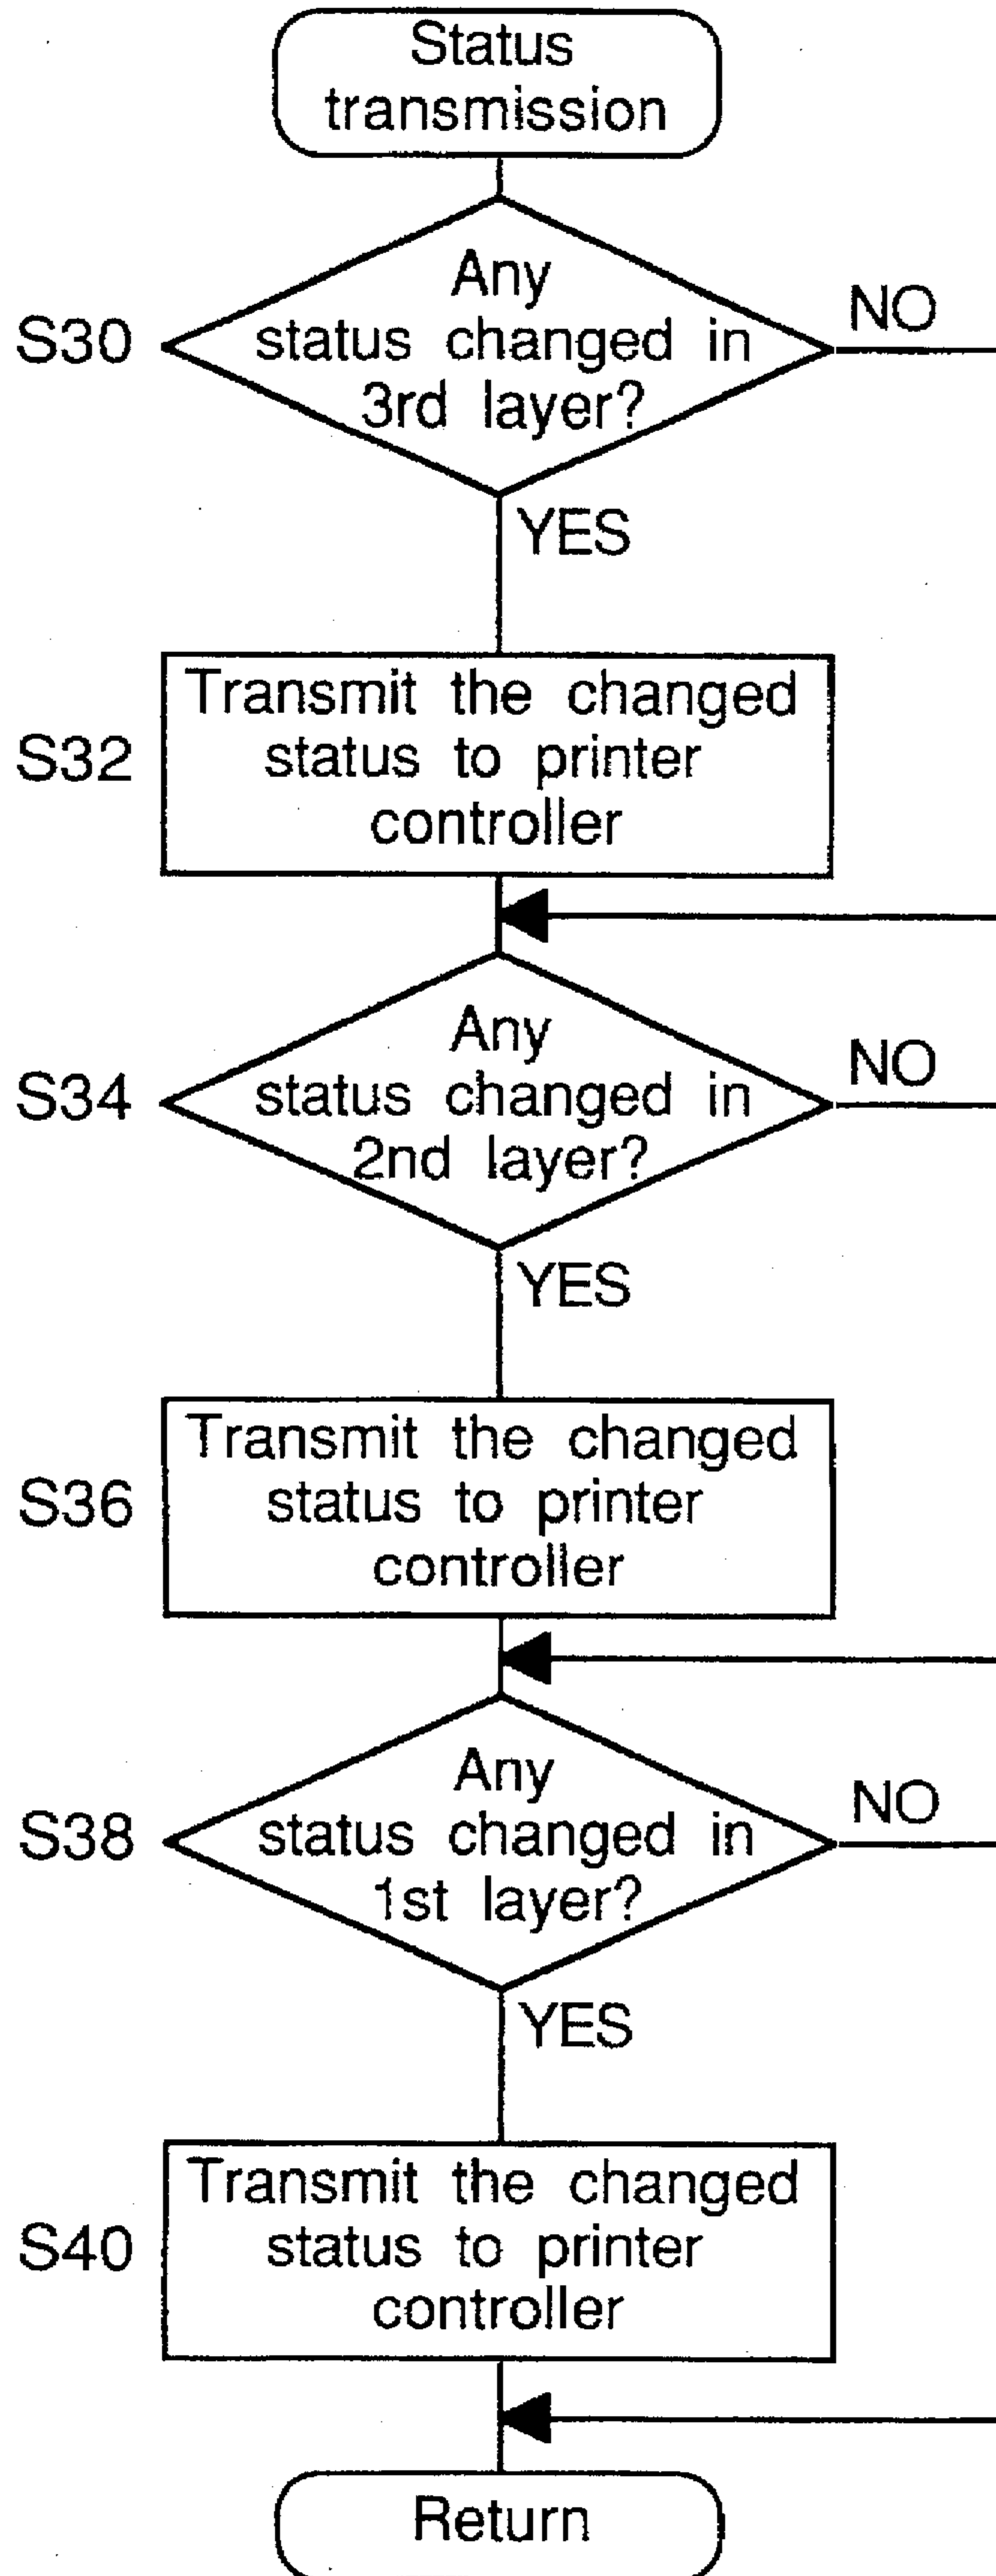 Status
transmission
Any
status changed in
3rd layer?
S30
NO
YES
Transmit the changed
status to printer
controller
S32
Any
status changed in
2nd layer?
S34
NO
YES
Transmit the changed
status to printer
controller
S36
Any
status changed in
1st layer?
S38
NO
YES
Transmit the changed
status to printer
controller
S40
Return